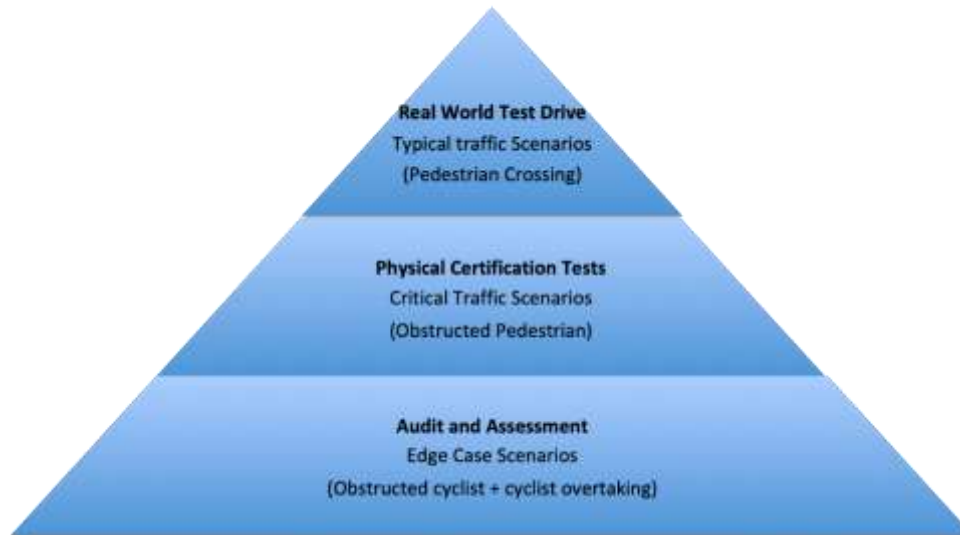 Real World Test Drive
Typical traffic Scenarios
(Pedestrian Crossing)
Physical Certification Tests
Critical Traffic Scenarios
(Obstructed Pedestrian)
Audit and Assessment
Edge Case Scenarios
(Obstructed cyclist + cyclist overtaking)